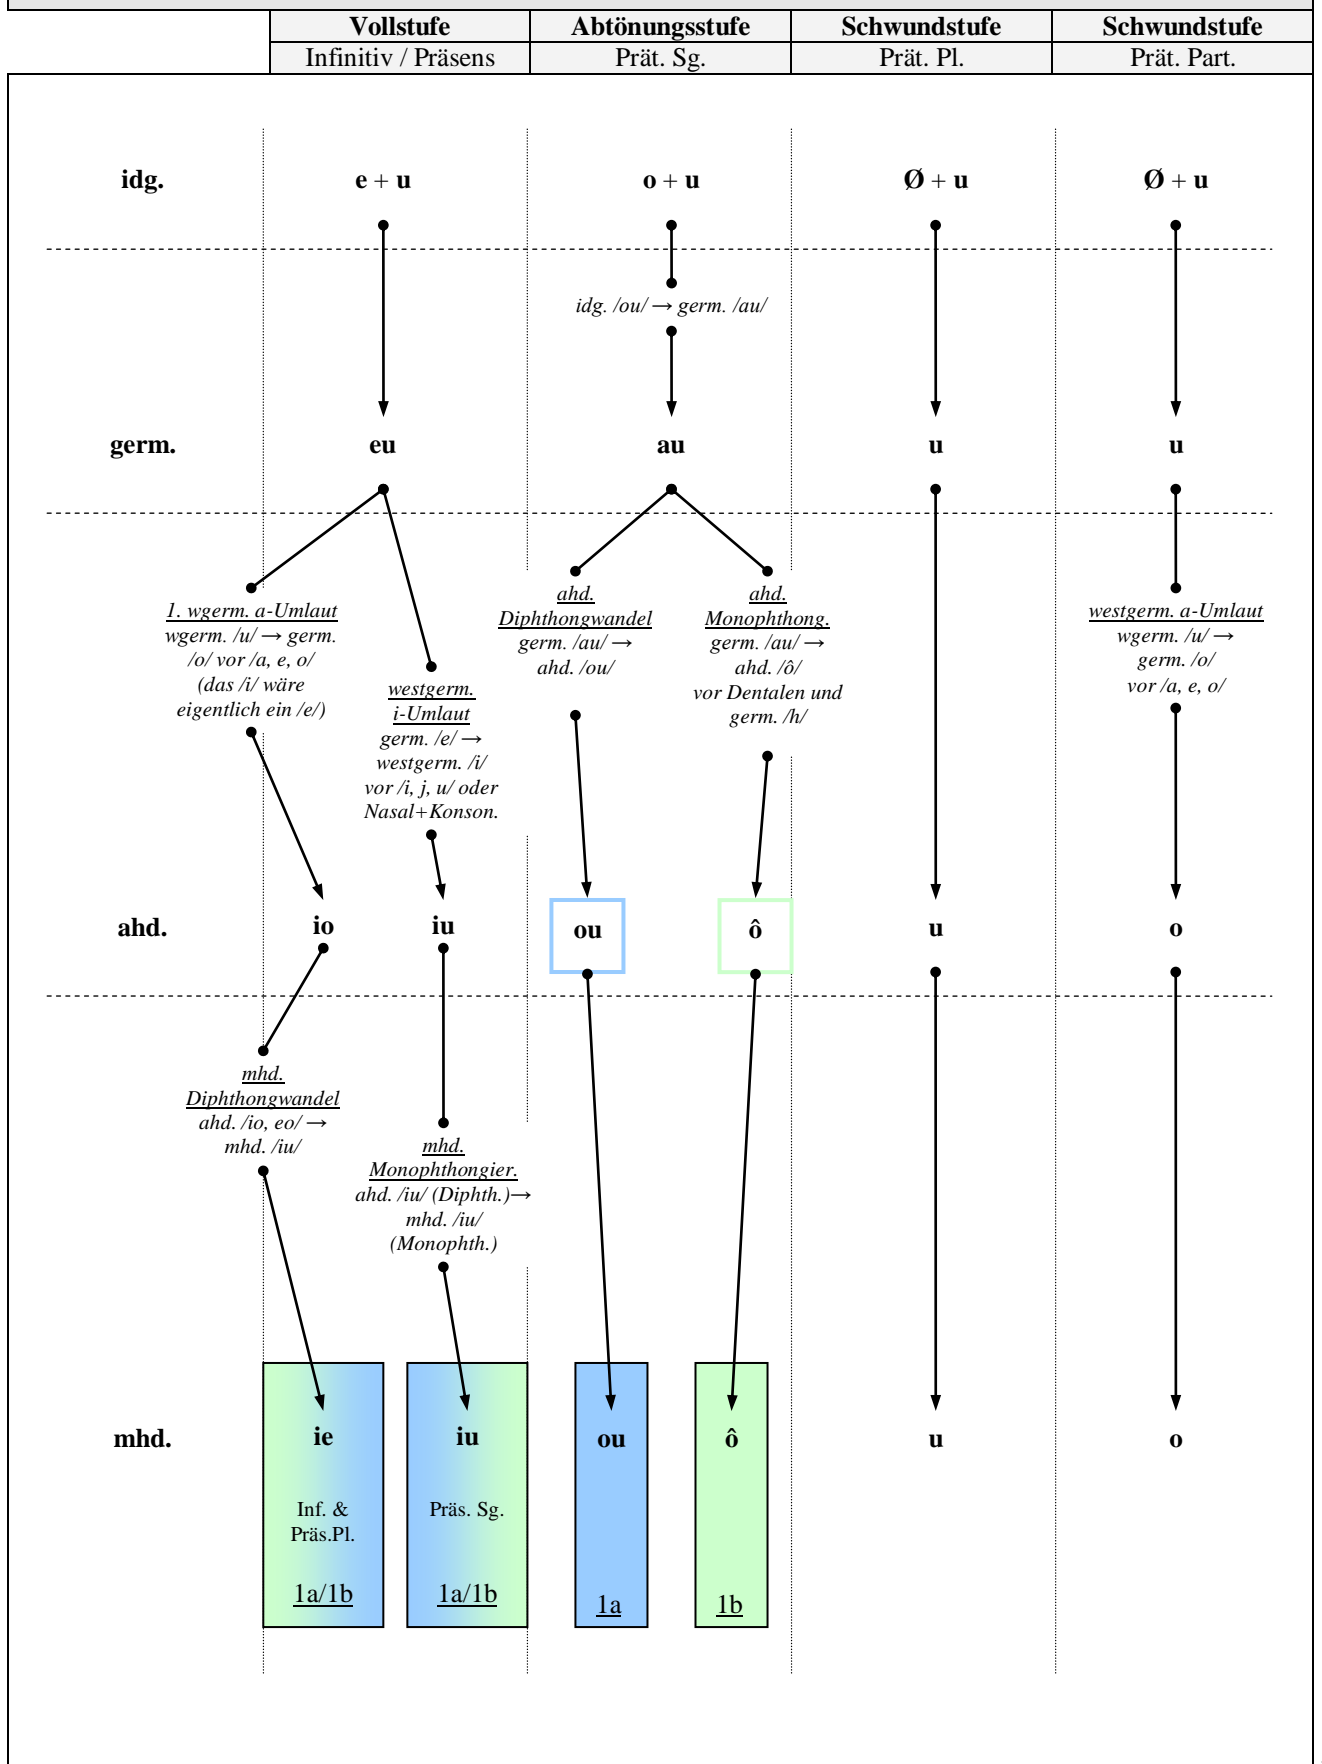 Vollstufe Abtönungsstufe Schwundstufe Schwundstufe
Infinitiv / Präsens Prät. Sg. Prät. Pl. Prät. Part.
idg. e + u o + u Ø + u Ø + u
idg. /ou/ → germ. /au/
germ. eu au u u
1. wgerm. a-Umlaut
wgerm. /u/ → germ.
/o/ vor /a, e, o/
(das /i/ wäre
eigentlich ein /e/)
westgerm.
i-Umlaut
germ. /e/ →
westgerm. /i/
vor /i, j, u/ oder
Nasal+Konson.
ahd.
Diphthongwandel
germ. /au/ →
ahd. /ou/
ahd.
Monophthong.
germ. /au/ →
ahd. /ô/
vor Dentalen und
germ. /h/
westgerm. a-Umlaut
wgerm. /u/ →
germ. /o/
vor /a, e, o/
ahd. io iu ou ô u o
mhd.
Diphthongwandel
ahd. /io, eo/ →
mhd. /iu/
mhd.
Monophthongier.
ahd. /iu/ (Diphth.)→
mhd. /iu/
(Monophth.)
mhd. ie iu ou ô u o
Inf. &
Präs.Pl.
Präs. Sg.
1a/1b 1a/1b 1a 1b